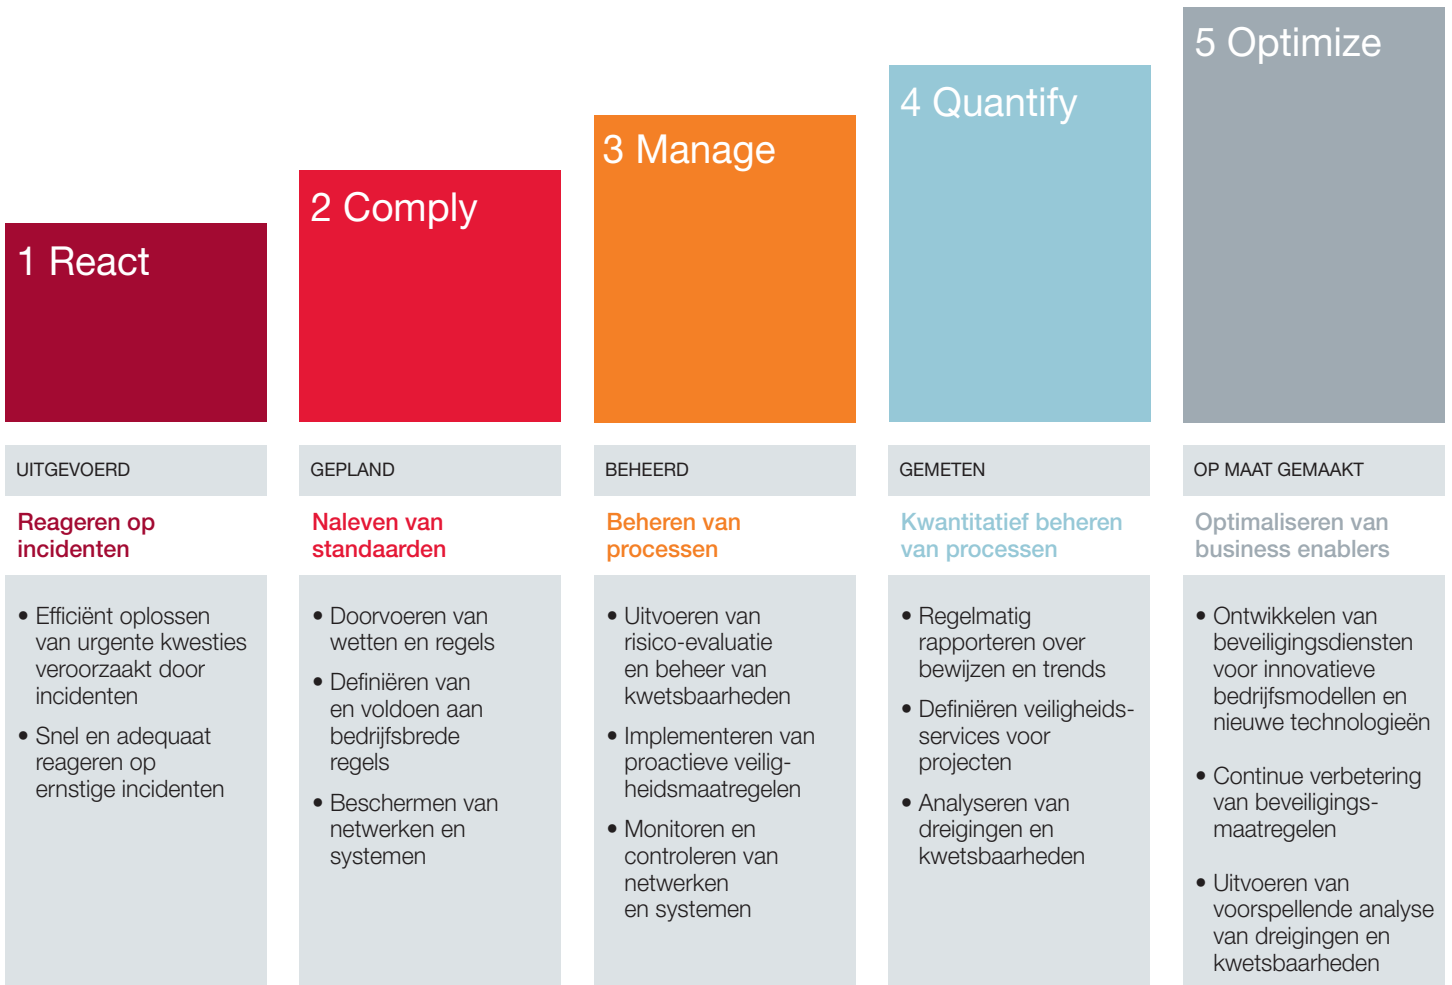 1 React
2 Comply
3 Manage
4 Quantify
5 Optimize
UITGEVOERD
Reageren op
incidenten
• Efficiënt oplossen
van urgente kwesties
veroorzaakt door
incidenten
• Snel en adequaat
reageren op
ernstige incidenten
GEPLAND
Naleven van
standaarden
• Doorvoeren van
wetten en regels
• Definiëren van
en voldoen aan
bedrijfsbrede
regels
• Beschermen van
netwerken en
systemen
BEHEERD
Beheren van
processen
• Uitvoeren van
risico-evaluatie
en beheer van
kwetsbaarheden
• Implementeren van
proactieve veilig-
heidsmaatregelen
• Monitoren en
controleren van
netwerken
en systemen
GEMETEN
Kwantitatief beheren
van processen
• Regelmatig
rapporteren over
bewijzen en trends
• Definiëren veiligheids-
services voor
projecten
• Analyseren van
dreigingen en
kwetsbaarheden
OP MAAT GEMAAKT
Optimaliseren van
business enablers
• Ontwikkelen van
beveiligingsdiensten
voor innovatieve
bedrijfsmodellen en
nieuwe technologieën
• Continue verbetering
van beveiligings-
maatregelen
• Uitvoeren van
voorspellende analyse
van dreigingen en
kwetsbaarheden